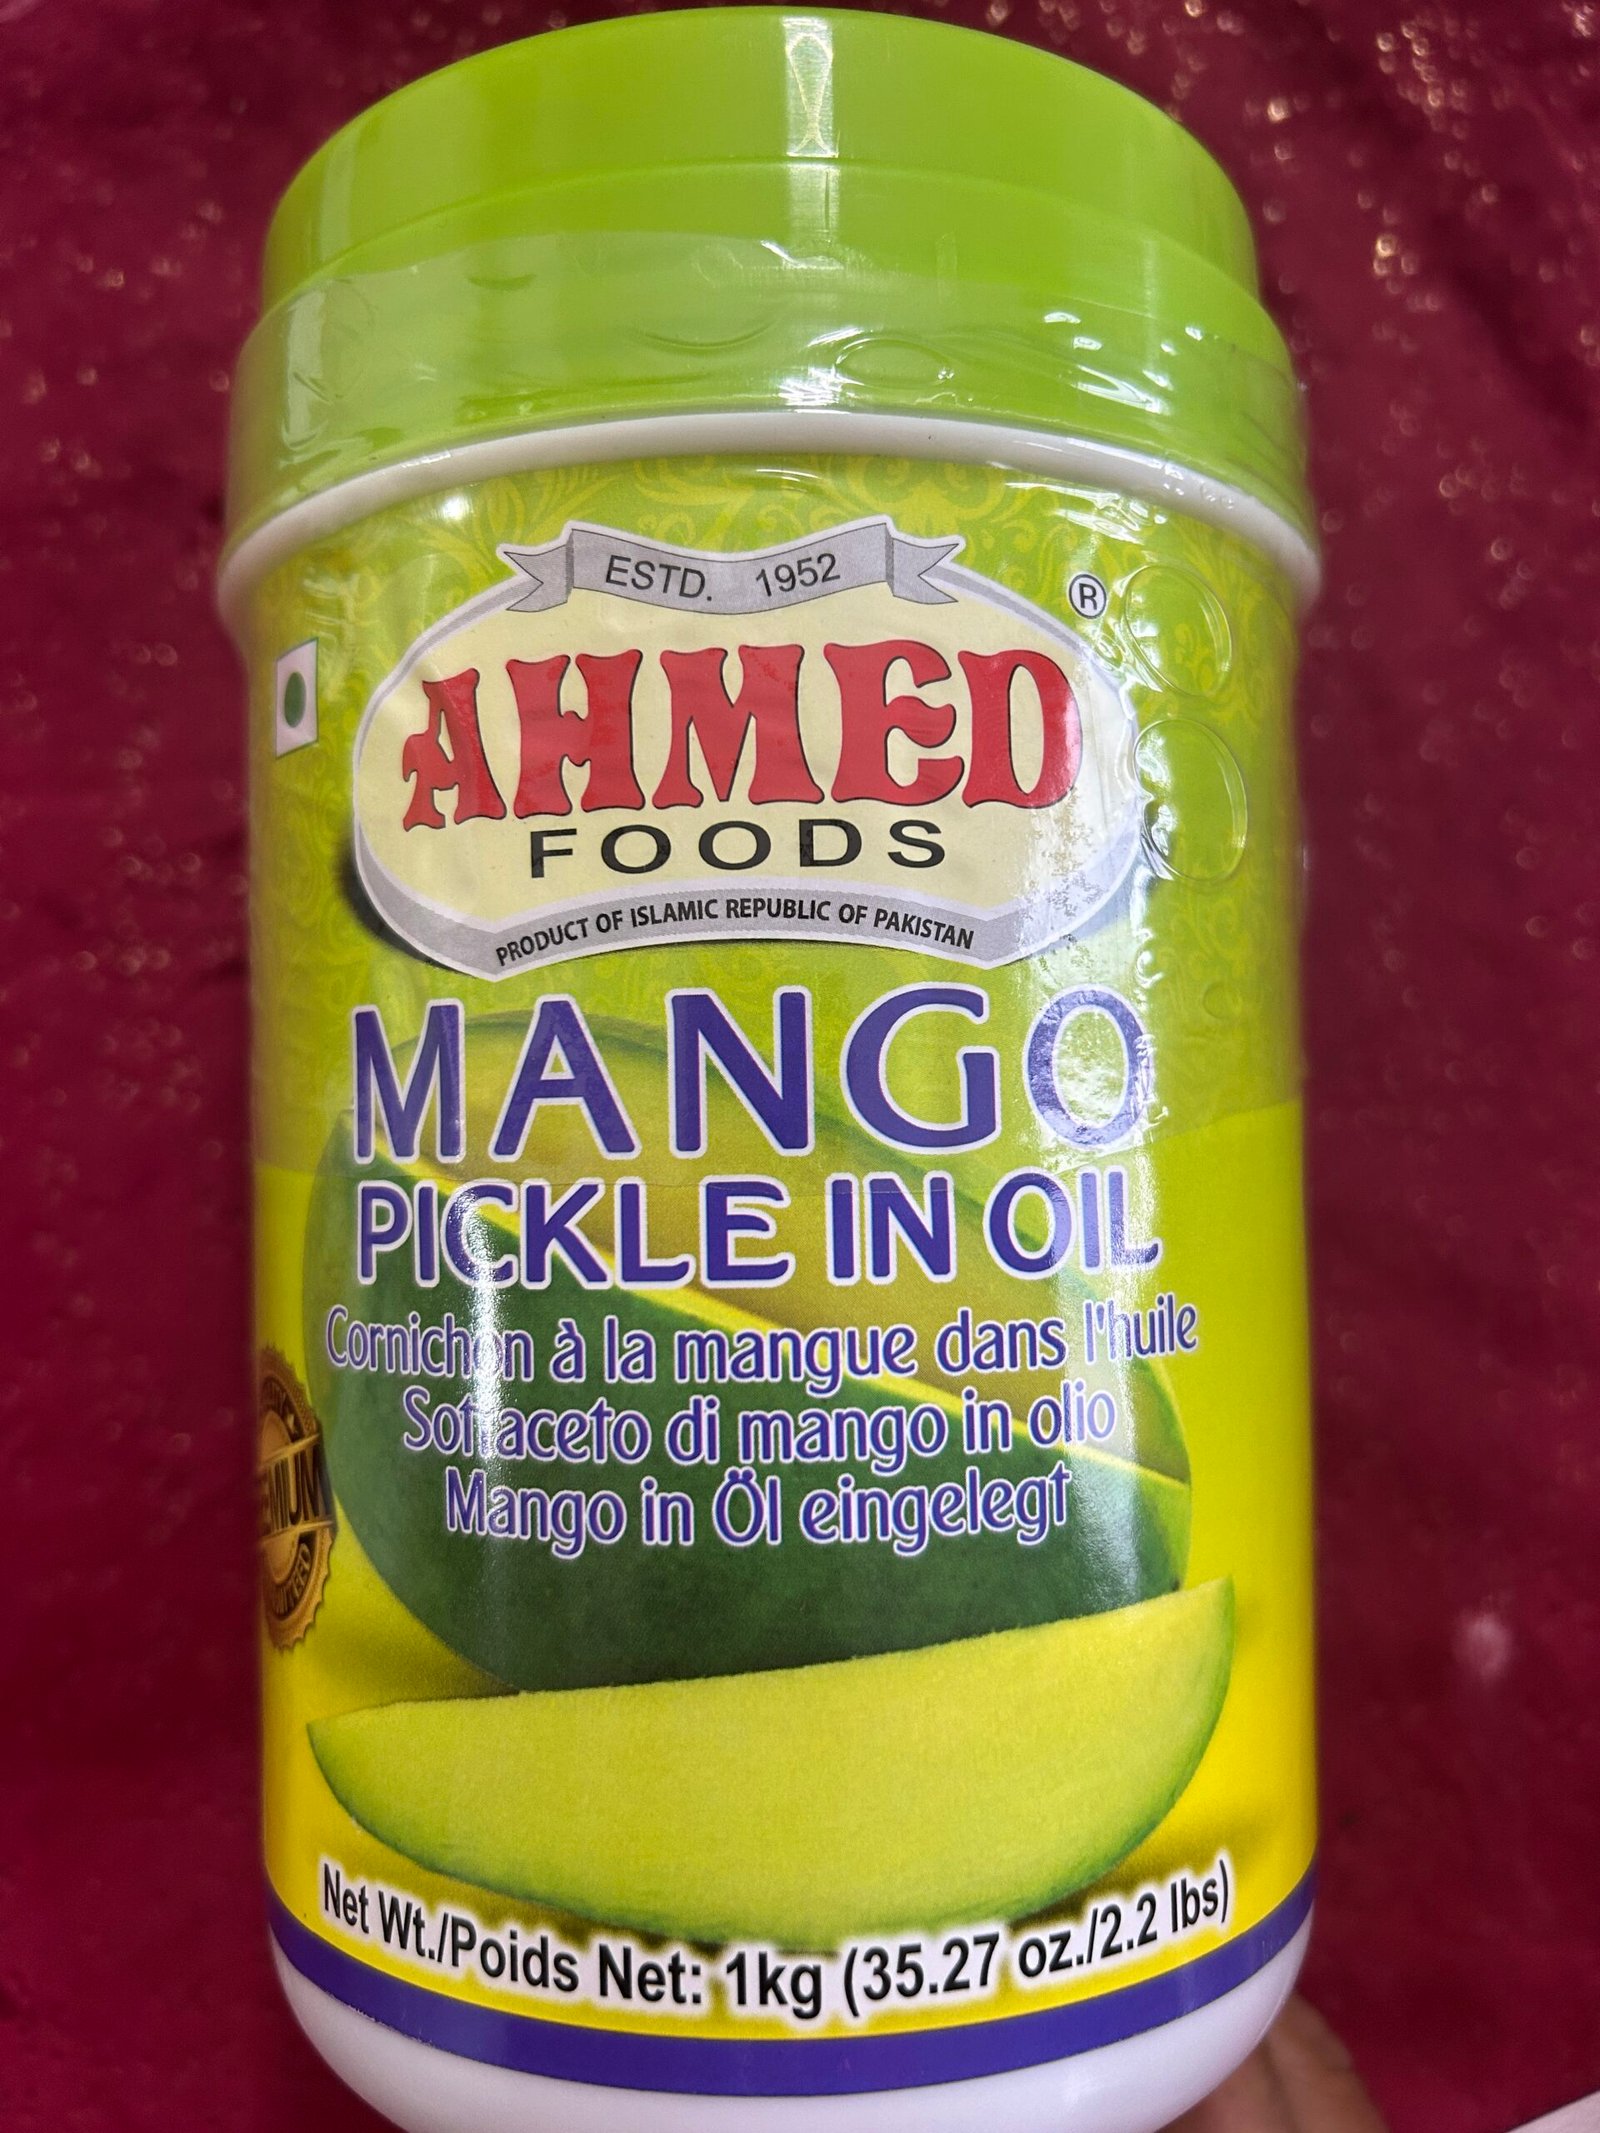 ESTD. 1952
®
AHMED
FOODS
PRODUCT OF ISLAMIC REPUBLIC OF PAKISTAN
MANGO
PICKLE IN OIL
Cornichon à la mangue dans l'huile
Sottaceto di mango in olio
Mango in Öl eingelegt
Net Wt./Poids Net: 1kg (35.27 oz./2.2 lbs)